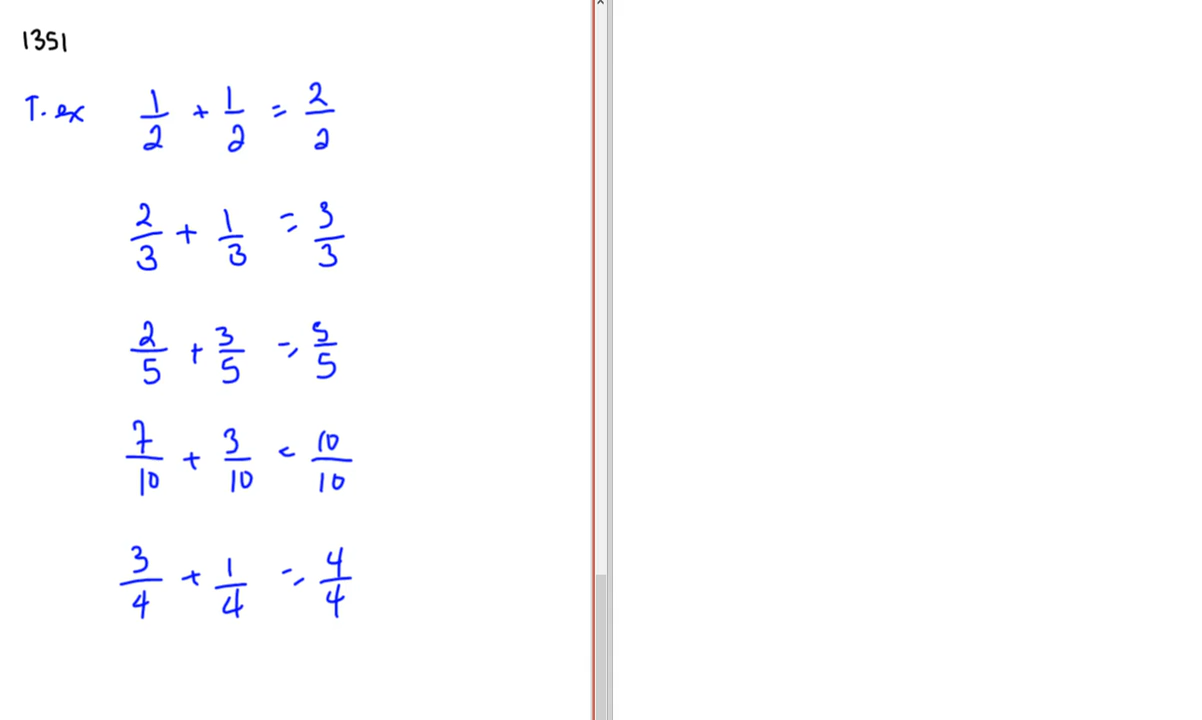 1351
T. ex 1/2 + 1/2 = 2/2
2/3 + 1/3 = 3/3
2/5 + 3/5 = 5/5
7/10 + 3/10 = 10/10
3/4 + 1/4 = 4/4